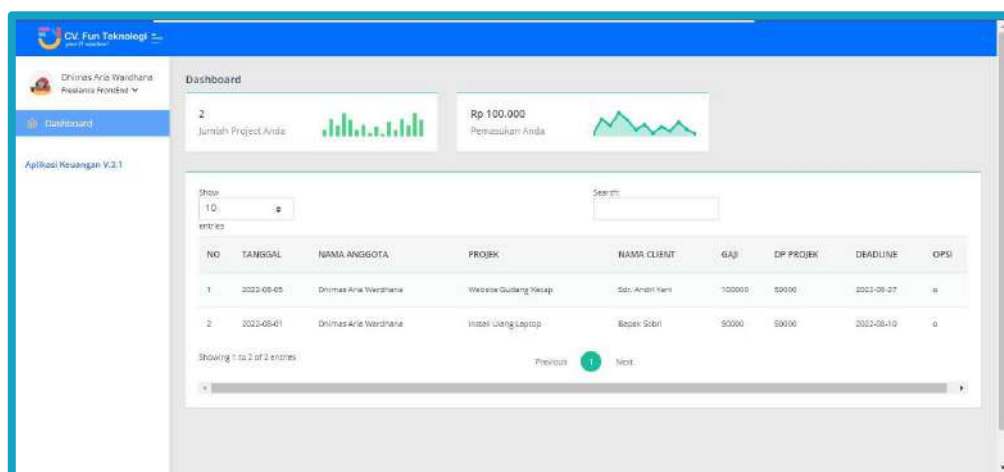 CV. Fun Teknologi
Dhimas Aria Wardhana
Freelance FrontEnd
Dashboard
Aplikasi Keuangan V.2.1
Dashboard
2
Jumlah Project Anda
Rp 100.000
Pemasukan Anda
Show
10
entries
Search:
NO TANGGAL NAMA ANGGOTA PROJEK NAMA CLIENT GAJI DP PROJEK DEADLINE OPSI
1 2022-08-05 Dhimas Aria Wardhana Website Gudang Kecap Sdr. Andri Yani 100000 50000 2022-08-27
2 2022-08-01 Dhimas Aria Wardhana Install Ulang Laptop Bapak Sobri 50000 50000 2022-08-10
Showing 1 to 2 of 2 entries
Previous 1 Next